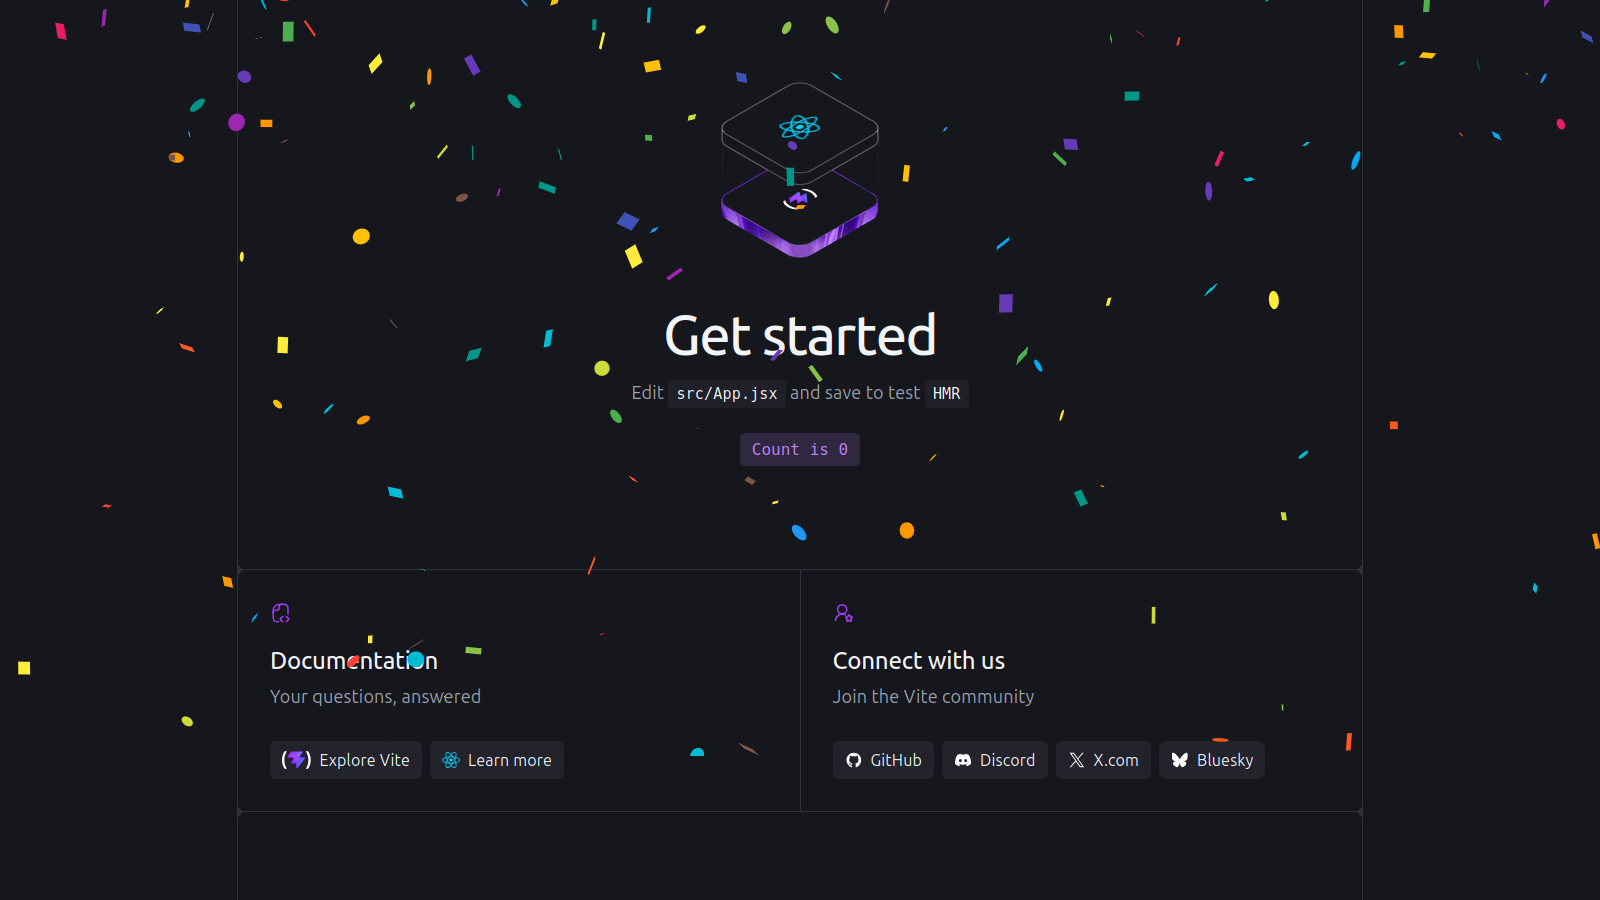 Get started
Edit src/App.jsx and save to test HMR
Count is 0
Documentation
Your questions, answered
Explore Vite
Learn more
Connect with us
Join the Vite community
GitHub
Discord
X.com
Bluesky